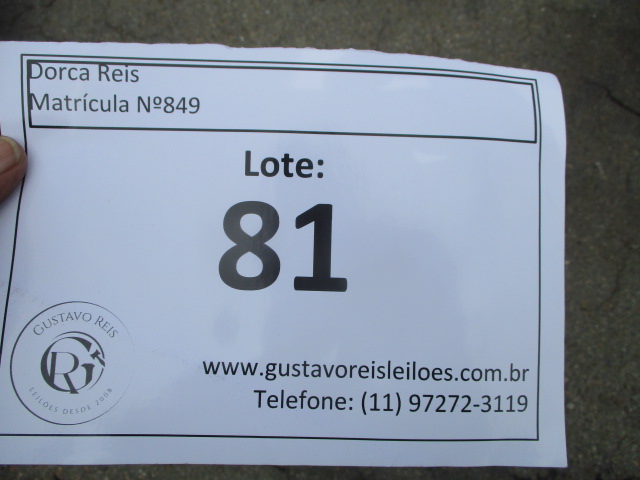 Dorca Reis
Matrícula Nº849
Lote:
81
GUSTAVO REIS
GR
LEILÕES DESDE 2008
www.gustavoreisleiloes.com.br
Telefone: (11) 97272-3119